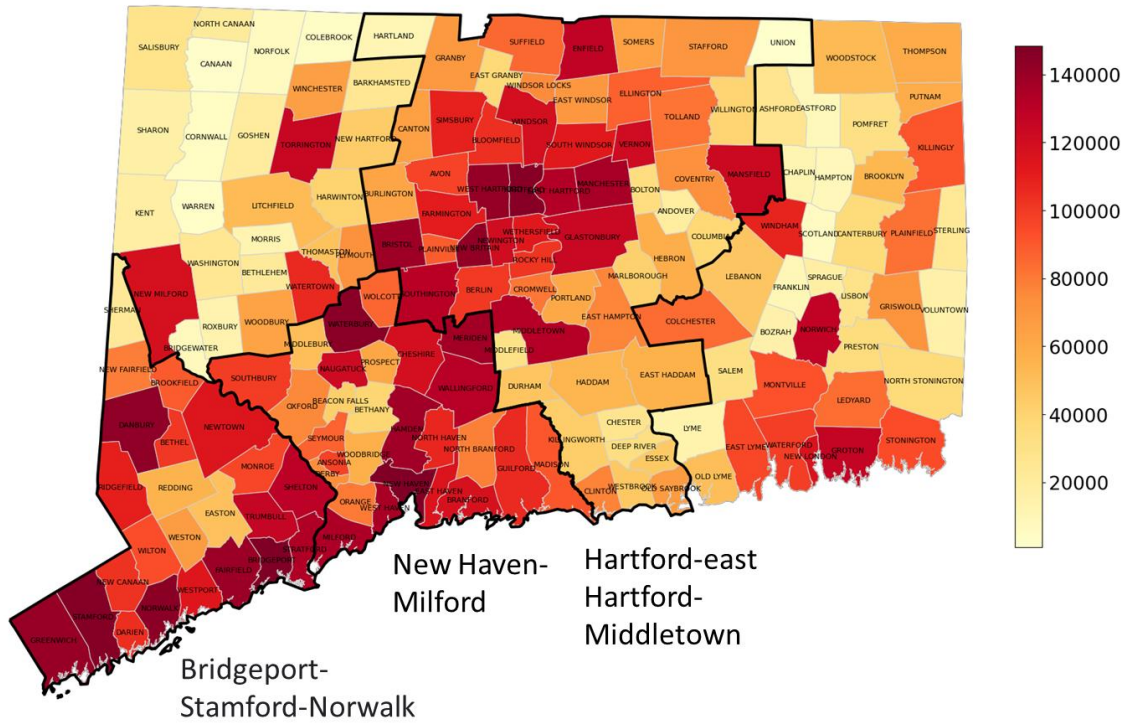 NORTH CANAAN
SALISBURY
CANAAN
NORFOLK
COLEBROOK
HARTLAND
GRANBY
SUFFIELD
ENFIELD
SOMERS
STAFFORD
UNION
WOODSTOCK
THOMPSON
EAST GRANBY
WINDSOR LOCKS
WINCHESTER
BARKHAMSTED
EAST WINDSOR
ELLINGTON
WILLINGTON
ASHFORD
EASTFORD
PUTNAM
POMFRET
SHARON
CORNWALL
GOSHEN
TORRINGTON
NEW HARTFORD
CANTON
SIMSBURY
BLOOMFIELD
WINDSOR
SOUTH WINDSOR
VERNON
TOLLAND
KILLINGLY
AVON
WEST HARTFORD
EAST HARTFORD
MANCHESTER
BOLTON
COVENTRY
MANSFIELD
CHAPLIN
HAMPTON
BROOKLYN
KENT
WARREN
LITCHFIELD
HARWINTON
BURLINGTON
FARMINGTON
ANDOVER
WINDHAM
SCOTLAND
CANTERBURY
PLAINFIELD
STERLING
MORRIS
BRISTOL
PLAINVILLE
NEW BRITAIN
NEWINGTON
WETHERSFIELD
GLASTONBURY
COLUMBIA
HEBRON
WASHINGTON
BETHLEHEM
THOMASTON
PLYMOUTH
ROCKY HILL
MARLBOROUGH
LEBANON
FRANKLIN
SPRAGUE
LISBON
GRISWOLD
VOLUNTOWN
NEW MILFORD
WATERTOWN
WOLCOTT
SOUTHINGTON
BERLIN
CROMWELL
PORTLAND
EAST HAMPTON
COLCHESTER
BOZRAH
NORWICH
PRESTON
SHERMAN
ROXBURY
WOODBURY
BRIDGEWATER
WATERBURY
MIDDLEBURY
MERIDEN
MIDDLETOWN
MIDDLEFIELD
NEW FAIRFIELD
BROOKFIELD
SOUTHBURY
NAUGATUCK
PROSPECT
CHESHIRE
WALLINGFORD
DURHAM
HADDAM
EAST HADDAM
SALEM
MONTVILLE
NORTH STONINGTON
DANBURY
BETHEL
NEWTOWN
OXFORD
BEACON FALLS
BETHANY
HAMDEN
NORTH HAVEN
NORTH BRANFORD
KILLINGWORTH
CHESTER
DEEP RIVER
ESSEX
LYME
LEDYARD
EAST LYME
WATERFORD
NEW LONDON
GROTON
STONINGTON
SEYMOUR
WOODBRIDGE
ANSONIA
DERBY
GUILFORD
MADISON
RIDGEFIELD
REDDING
MONROE
SHELTON
ORANGE
NEW HAVEN
WEST HAVEN
EAST HAVEN
BRANFORD
CLINTON
WESTBROOK
OLD SAYBROOK
OLD LYME
EASTON
TRUMBULL
MILFORD
STRATFORD
WILTON
WESTON
FAIRFIELD
BRIDGEPORT
NEW CANAAN
WESTPORT
NORWALK
STAMFORD
GREENWICH
DARIEN
New Haven-
Milford
Hartford-east
Hartford-
Middletown
Bridgeport-
Stamford-Norwalk
140000
120000
100000
80000
60000
40000
20000